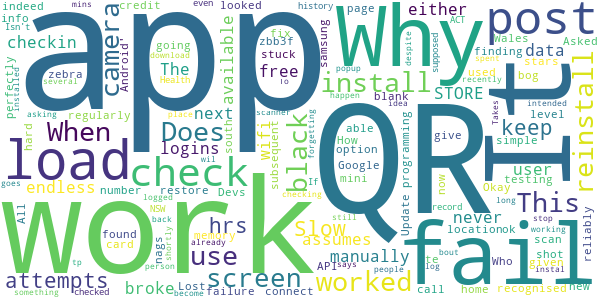 app
work
QR
fail
Why
It
load
post
check
When
use
This
screen
black
camera
install
reinstall
keep
Does
The
Slow
worked
attempts
manually
never
STORE
user
data
either
endless
logins
broke
hrs
wifi
free
available
checkin
regularly
next
assumes
indeed
info
Isn't
credit
looked
page
fix
stuck
Asked
Wales
finding
bog
mins
even
history
ACT
popup
despite
supposed
recently
spent
used
stars
zebra
zbb3f
samsung
Android'
Perfectly
installed
several
asking
going
download
Health
place
To
blank
Google
mini
option
able
How
idea
happen
scanner
If
forgetting
subsequent
south
level
hard
simple
give
now
Okay
testing
reliably
number
restore
Devs
Update programming
goes
long
Takes
intended
All
NSW
logged
back
found
card
memory
already
shortly
tp
nags
person
checked
Lost
failure
connect
something
become
wil
checking
API
says
people
still
te
log
locationok
call
home
bout
record
Who
shot
scan
given
recognised
stop
working
instal
new